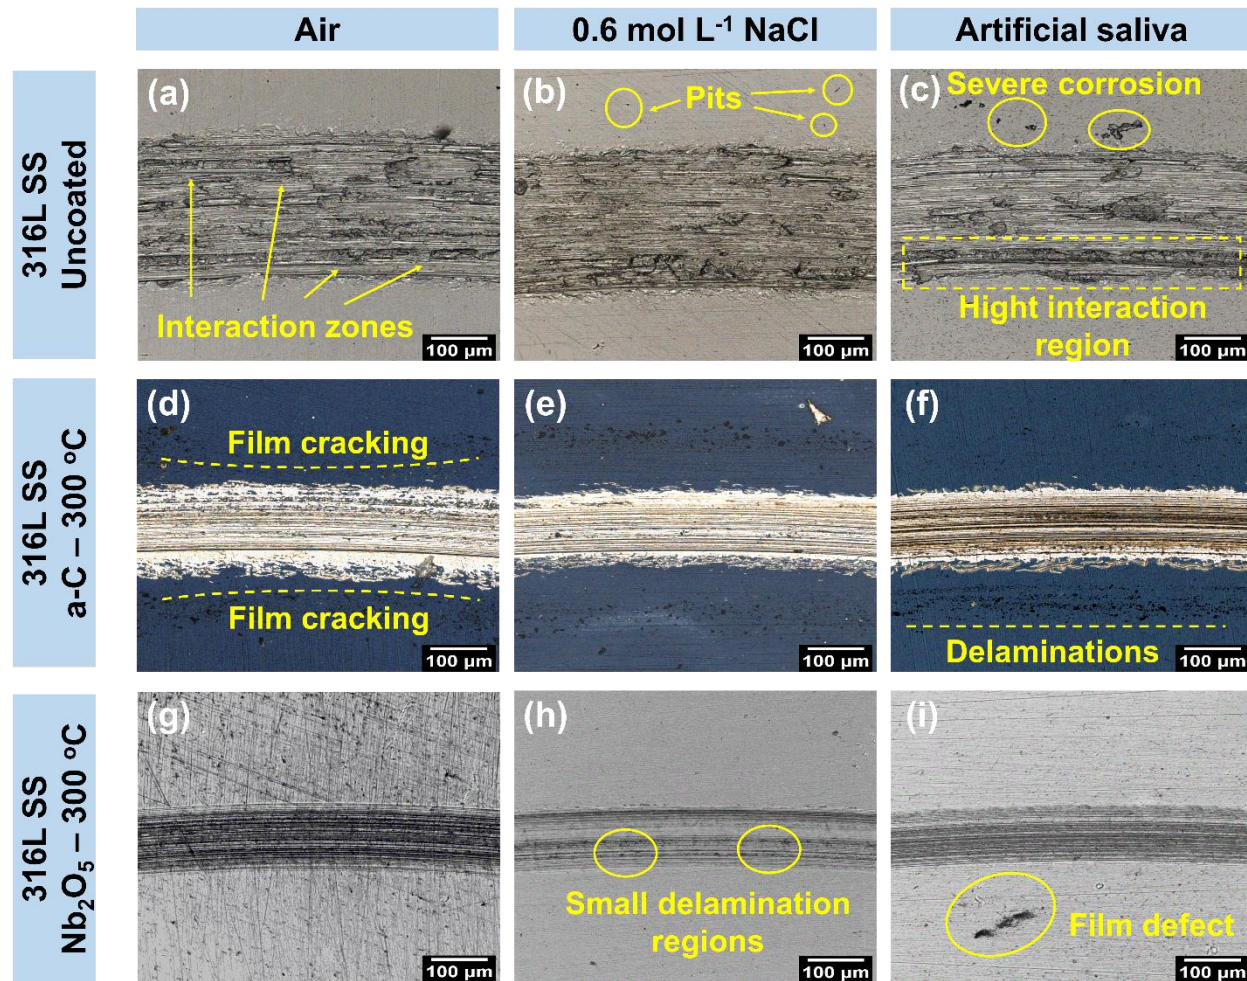 Air
0.6 mol L⁻¹ NaCl
Artificial saliva
316L SS
Uncoated
(a)
Interaction zones
100 µm
(b)
Pits
100 µm
(c)
Severe corrosion
Hight interaction
region
100 µm
316L SS
a-C – 300 ºC
(d)
Film cracking
Film cracking
100 µm
(e)
100 µm
(f)
Delaminations
100 µm
316L SS
Nb₂O₅ – 300 ºC
(g)
100 µm
(h)
Small delamination
regions
100 µm
(i)
Film defect
100 µm